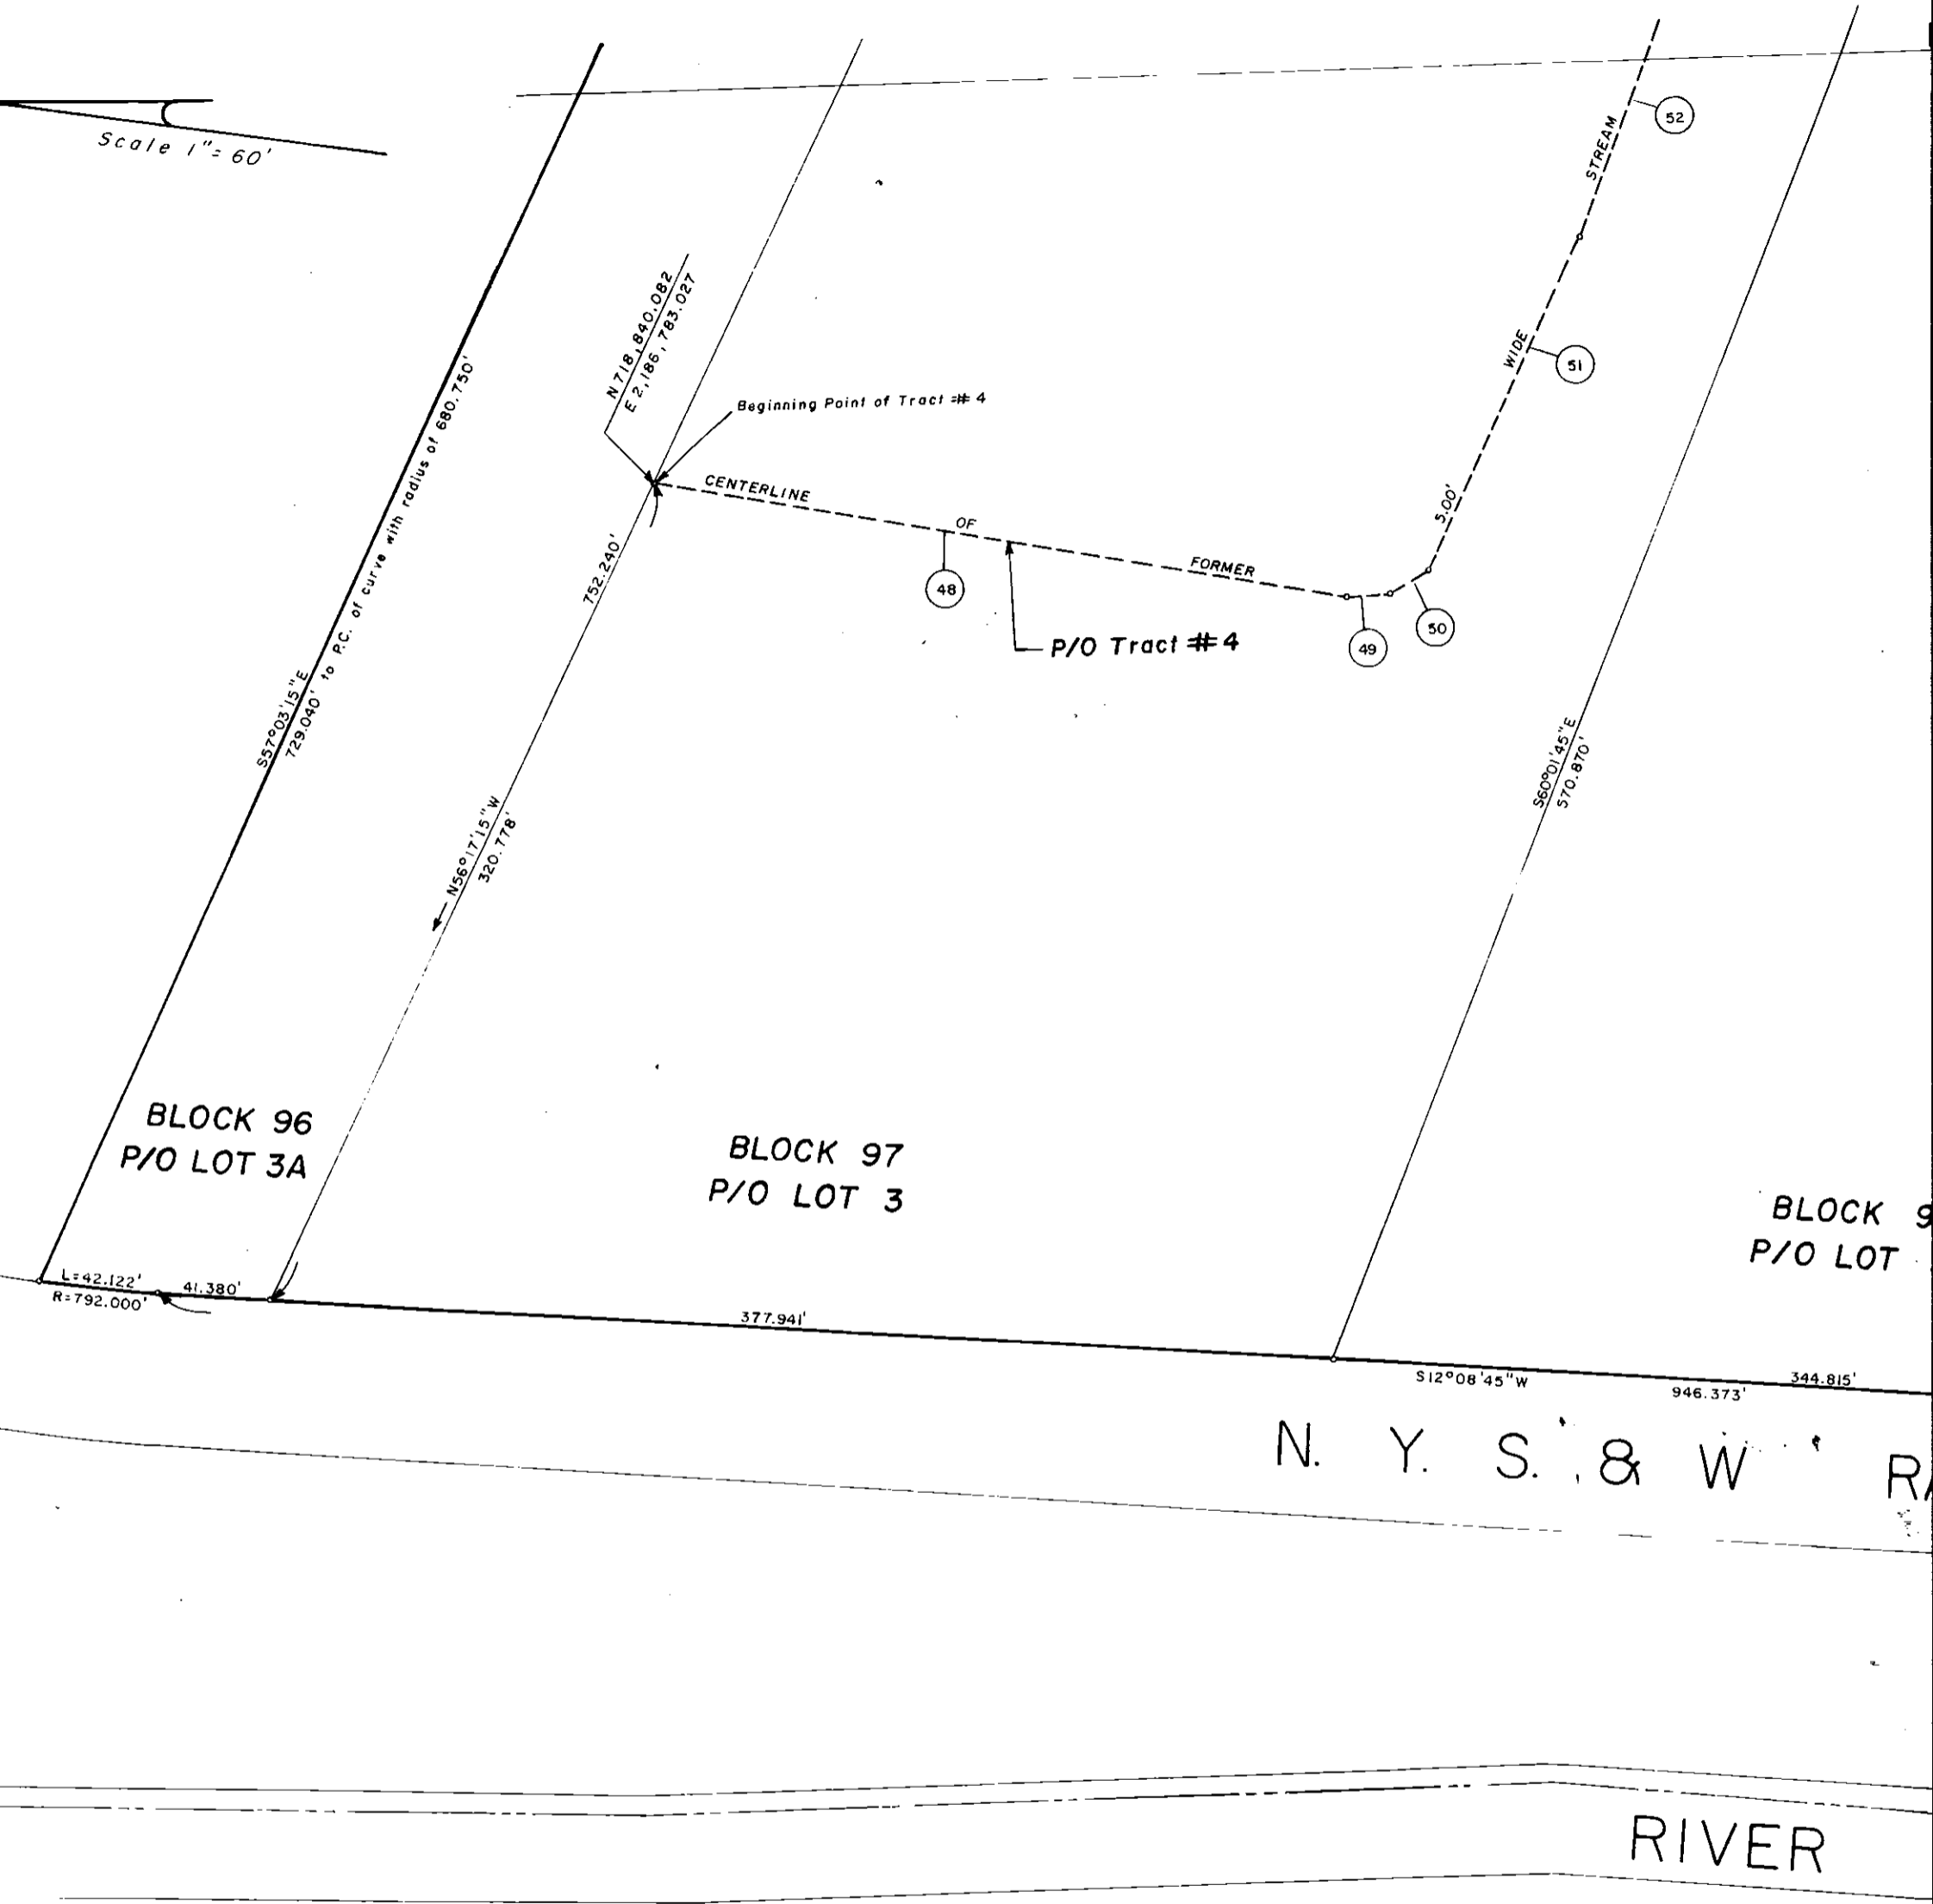 Scale 1"=60'
52
STREAM
N 718,840.082
E 2,186,783.027
WIDE
51
Beginning Point of Tract # 4
S57°03'15"E
729.040' to P.C. of curve with radius of 680.750'
CENTERLINE
OF
FORMER
5.00'
752.240'
48
49
50
P/O Tract #4
N56°17'15"W
320.778'
S60°01'45"E
570.870'
BLOCK 96
P/O LOT 3A
BLOCK 97
P/O LOT 3
BLOCK 9
P/O LOT
L=42.122'
R=792.000'
41.380'
377.941'
S12°08'45"W
946.373'
344.815'
N. Y. S. & W
RIVER